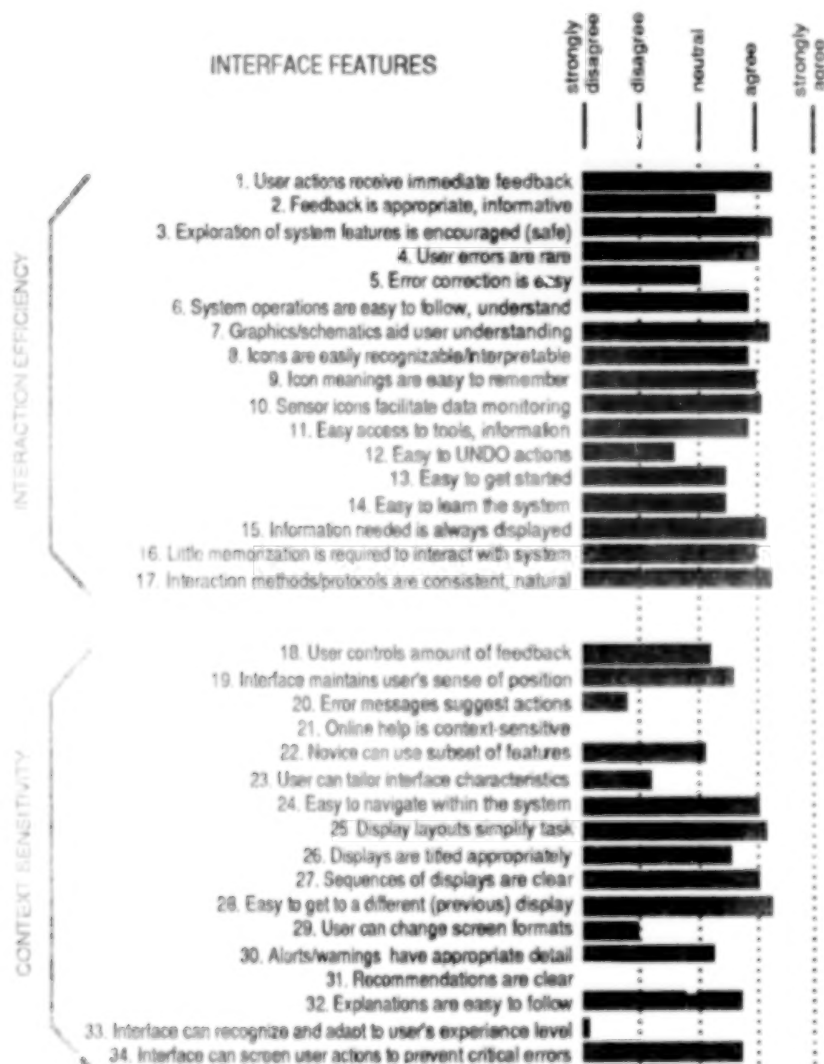 INTERFACE FEATURES
strongly disagree
disagree
neutral
agree
strongly agree
INTERACTION EFFICIENCY
1. User actions receive immediate feedback
2. Feedback is appropriate, informative
3. Exploration of system features is encouraged (safe)
4. User errors are rare
5. Error correction is easy
6. System operations are easy to follow, understand
7. Graphics/schematics aid user understanding
8. Icons are easily recognizable/interpretable
9. Icon meanings are easy to remember
10. Sensor icons facilitate data monitoring
11. Easy access to tools, information
12. Easy to UNDO actions
13. Easy to get started
14. Easy to learn the system
15. Information needed is always displayed
16. Little memorization is required to interact with system
17. Interaction methods/protocols are consistent, natural
CONTEXT SENSITIVITY
18. User controls amount of feedback
19. Interface maintains user's sense of position
20. Error messages suggest actions
21. Online help is context-sensitive
22. Novice can use subset of features
23. User can tailor interface characteristics
24. Easy to navigate within the system
25. Display layouts simplify task
26. Displays are titled appropriately
27. Sequences of displays are clear
28. Easy to get to a different (previous) display
29. User can change screen formats
30. Alerts/warnings have appropriate detail
31. Recommendations are clear
32. Explanations are easy to follow
33. Interface can recognize and adapt to user's experience level
34. Interface can screen user actions to prevent critical errors